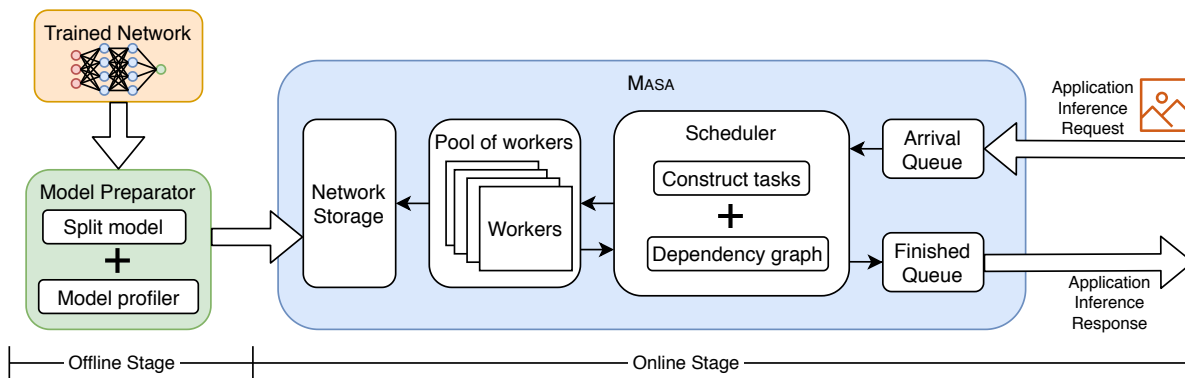 Trained Network
Model Preparator
Split model
Model profiler
MASA
Network
Storage
Pool of workers
Workers
Scheduler
Construct tasks
Dependency graph
Arrival
Queue
Finished
Queue
Application
Inference
Request
Application
Inference
Response
Offline Stage
Online Stage